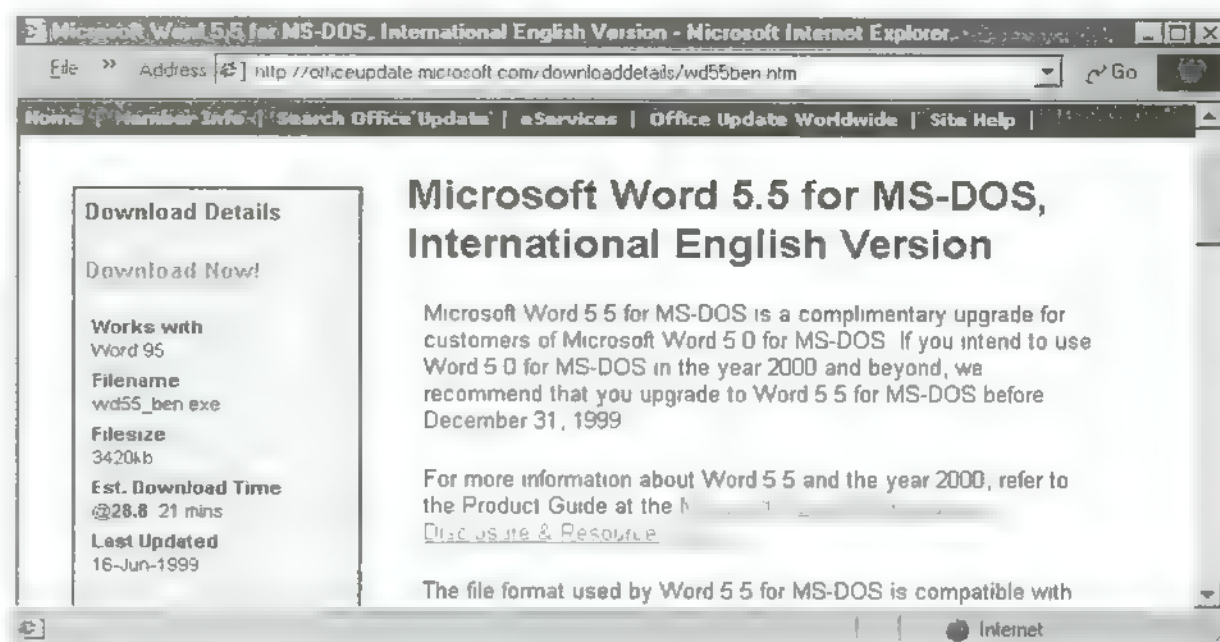 Microsoft Word 5.5 for MS-DOS, International English Version - Microsoft Internet Explorer
File » Address http://officeupdate.microsoft.com/downloaddetails/wd55ben.htm Go
Home | Member Info | Search Office Update | eServices | Office Update Worldwide | Site Help |
Download Details
Download Now!
Works with
Word 95
Filename
wd55_ben exe
Filesize
3420kb
Est. Download Time
@28.8 21 mins
Last Updated
16-Jun-1999
Microsoft Word 5.5 for MS-DOS,
International English Version
Microsoft Word 5 5 for MS-DOS is a complimentary upgrade for
customers of Microsoft Word 5 0 for MS-DOS If you intend to use
Word 5 0 for MS-DOS in the year 2000 and beyond, we
recommend that you upgrade to Word 5 5 for MS-DOS before
December 31, 1999
For more information about Word 5 5 and the year 2000, refer to
the Product Guide at the
Disclosure & Resource
The file format used by Word 5 5 for MS-DOS is compatible with
Internet